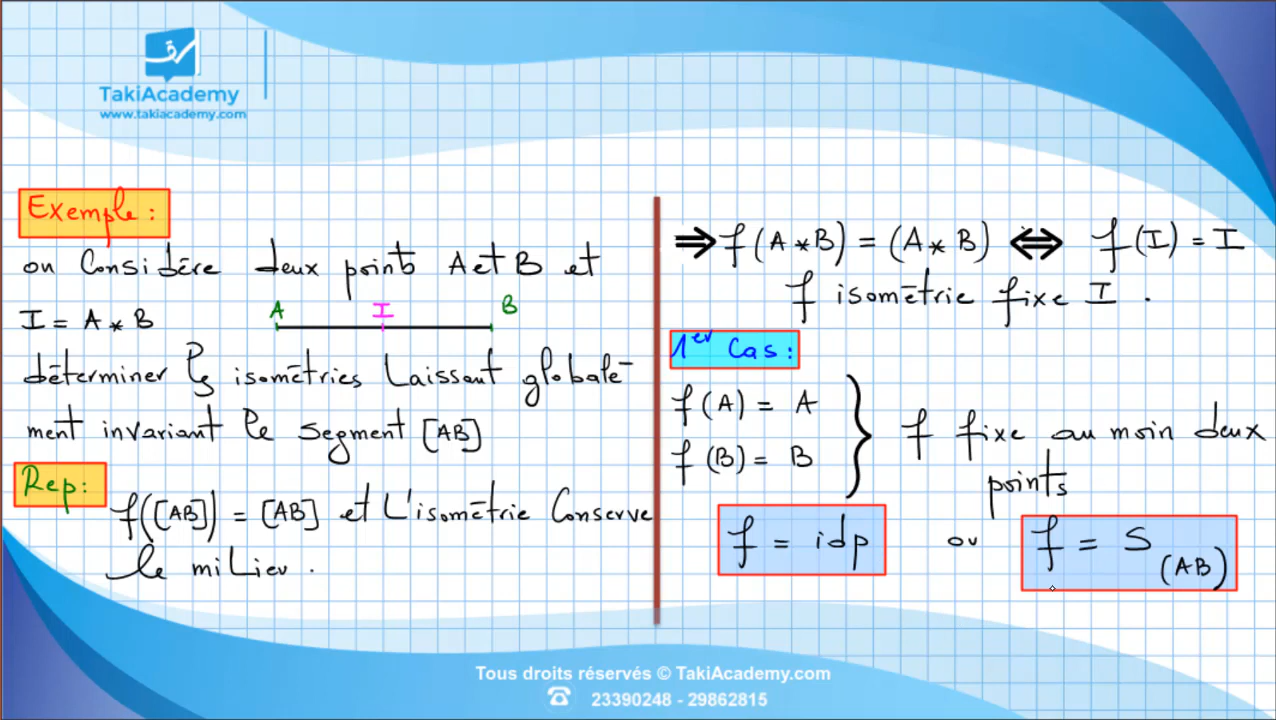 TakiAcademy
www.takiacademy.com
Exemple:
on Considère deux points A et B et
I = A * B
A I B
déterminer les isométries Laissant globale-
ment invariant le segment [AB]
Rep:
f([AB]) = [AB] et L'isométrie Conserve
le miLieu.
⇒ f(A * B) = (A * B) ⇔ f(I) = I
f isométrie fixe I.
1er Cas:
f(A) = A
f(B) = B
f fixe au moin deux
points
f = idp ou f = S(AB)
Tous droits réservés © TakiAcademy.com
☎ 23390248 - 29862815